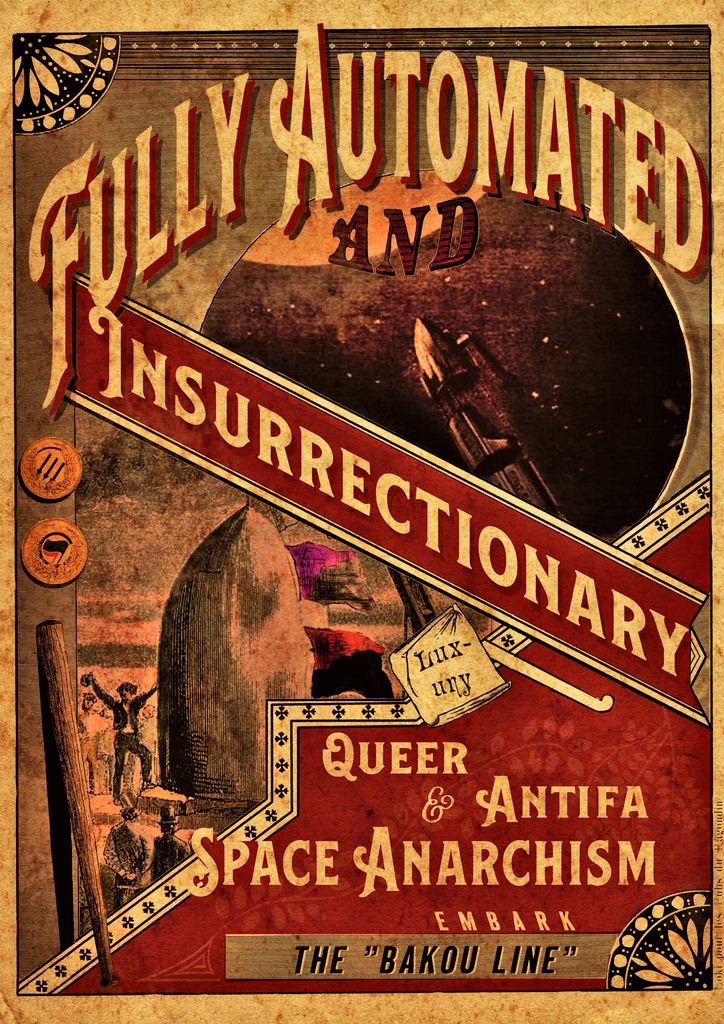 FULLY AUTOMATED
AND
INSURRECTIONARY
Lux-
ury
QUEER
& ANTIFA
SPACE ANARCHISM
EMBARK
THE "BAKOU LINE"